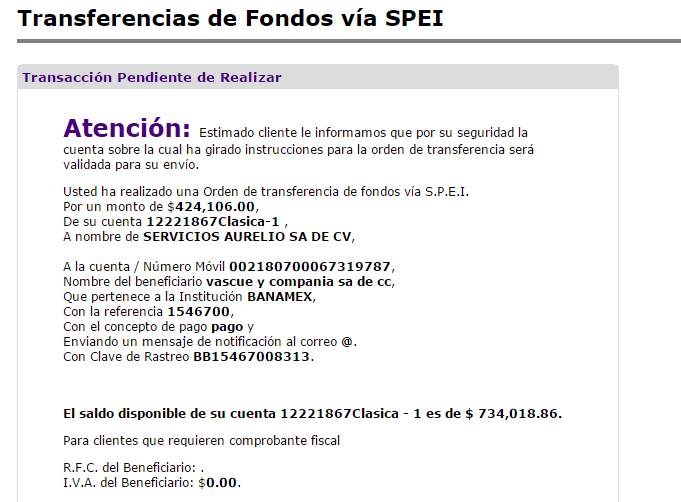 Transferencias de Fondos vía SPEI
Transacción Pendiente de Realizar
Atención: Estimado cliente le informamos que por su seguridad la
cuenta sobre la cual ha girado instrucciones para la orden de transferencia será
validada para su envío.
Usted ha realizado una Orden de transferencia de fondos vía S.P.E.I.
Por un monto de $424,106.00,
De su cuenta 12221867Clasica-1 ,
A nombre de SERVICIOS AURELIO SA DE CV,
A la cuenta / Número Móvil 002180700067319787,
Nombre del beneficiario vascue y compania sa de cc,
Que pertenece a la Institución BANAMEX,
Con la referencia 1546700,
Con el concepto de pago pago y
Enviando un mensaje de notificación al correo @.
Con Clave de Rastreo BB15467008313.
El saldo disponible de su cuenta 12221867Clasica - 1 es de $ 734,018.86.
Para clientes que requieren comprobante fiscal
R.F.C. del Beneficiario: .
I.V.A. del Beneficiario: $0.00.